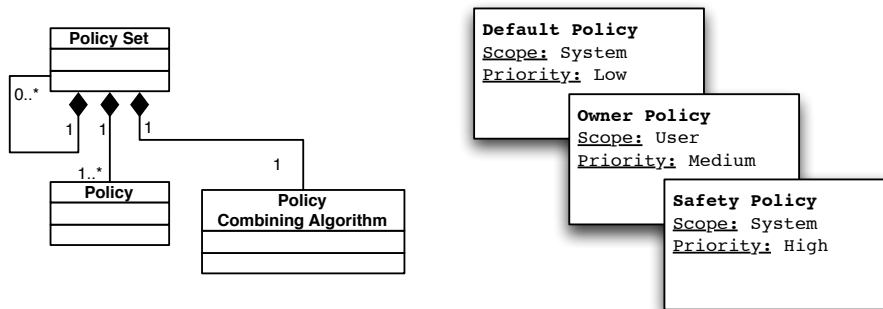 Policy Set
0..*
1
1
1
1..*
1
Policy
Policy
Combining Algorithm
Default Policy
Scope: System
Priority: Low
Owner Policy
Scope: User
Priority: Medium
Safety Policy
Scope: System
Priority: High